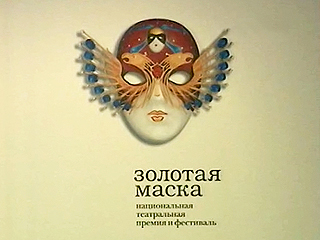 золотая
маска
национальная
театральная
премия и фестиваль